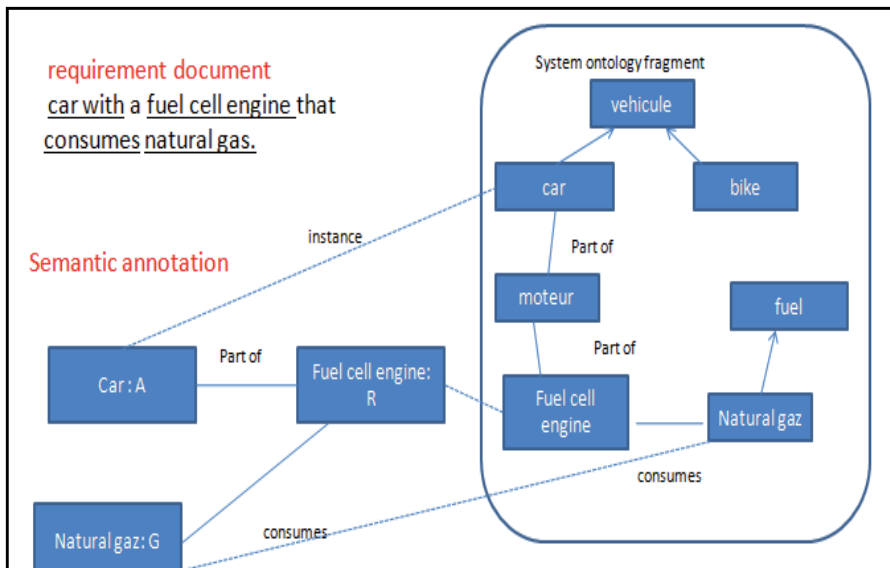 requirement document
car with a fuel cell engine that
consumes natural gas.
System ontology fragment
vehicule
car
bike
instance
Part of
Semantic annotation
moteur
fuel
Part of
Part of
Car : A
Fuel cell engine:
R
Fuel cell
engine
Natural gaz
consumes
Natural gaz: G
consumes